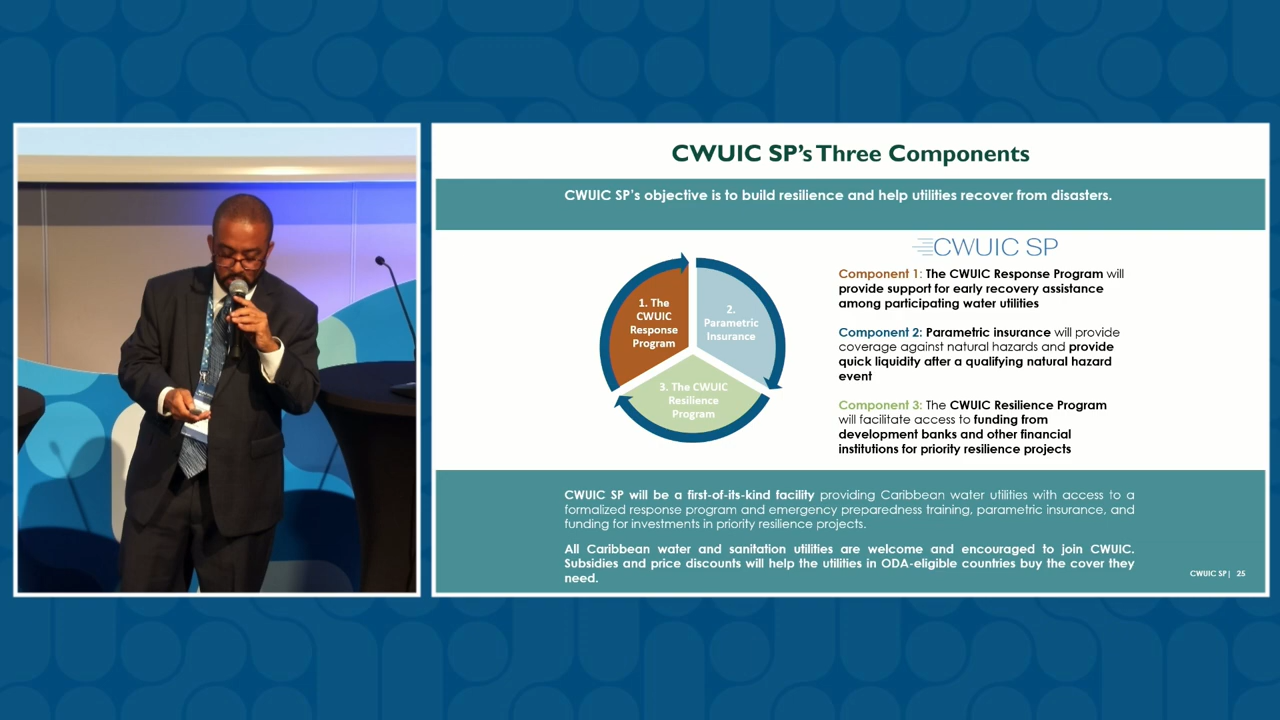 CWUIC SP's Three Components
CWUIC SP's objective is to build resilience and help utilities recover from disasters.
1. The
CWUIC
Response
Program
2.
Parametric
Insurance
3. The CWUIC
Resilience
Program
CWUIC SP
Component 1: The CWUIC Response Program will
provide support for early recovery assistance
among participating water utilities
Component 2: Parametric insurance will provide
coverage against natural hazards and provide
quick liquidity after a qualifying natural hazard
event
Component 3: The CWUIC Resilience Program
will facilitate access to funding from
development banks and other financial
institutions for priority resilience projects
CWUIC SP will be a first-of-its-kind facility providing Caribbean water utilities with access to a
formalized response program and emergency preparedness training, parametric insurance, and
funding for investments in priority resilience projects.
All Caribbean water and sanitation utilities are welcome and encouraged to join CWUIC.
Subsidies and price discounts will help the utilities in ODA-eligible countries buy the cover they
need.
CWUIC SP| 25